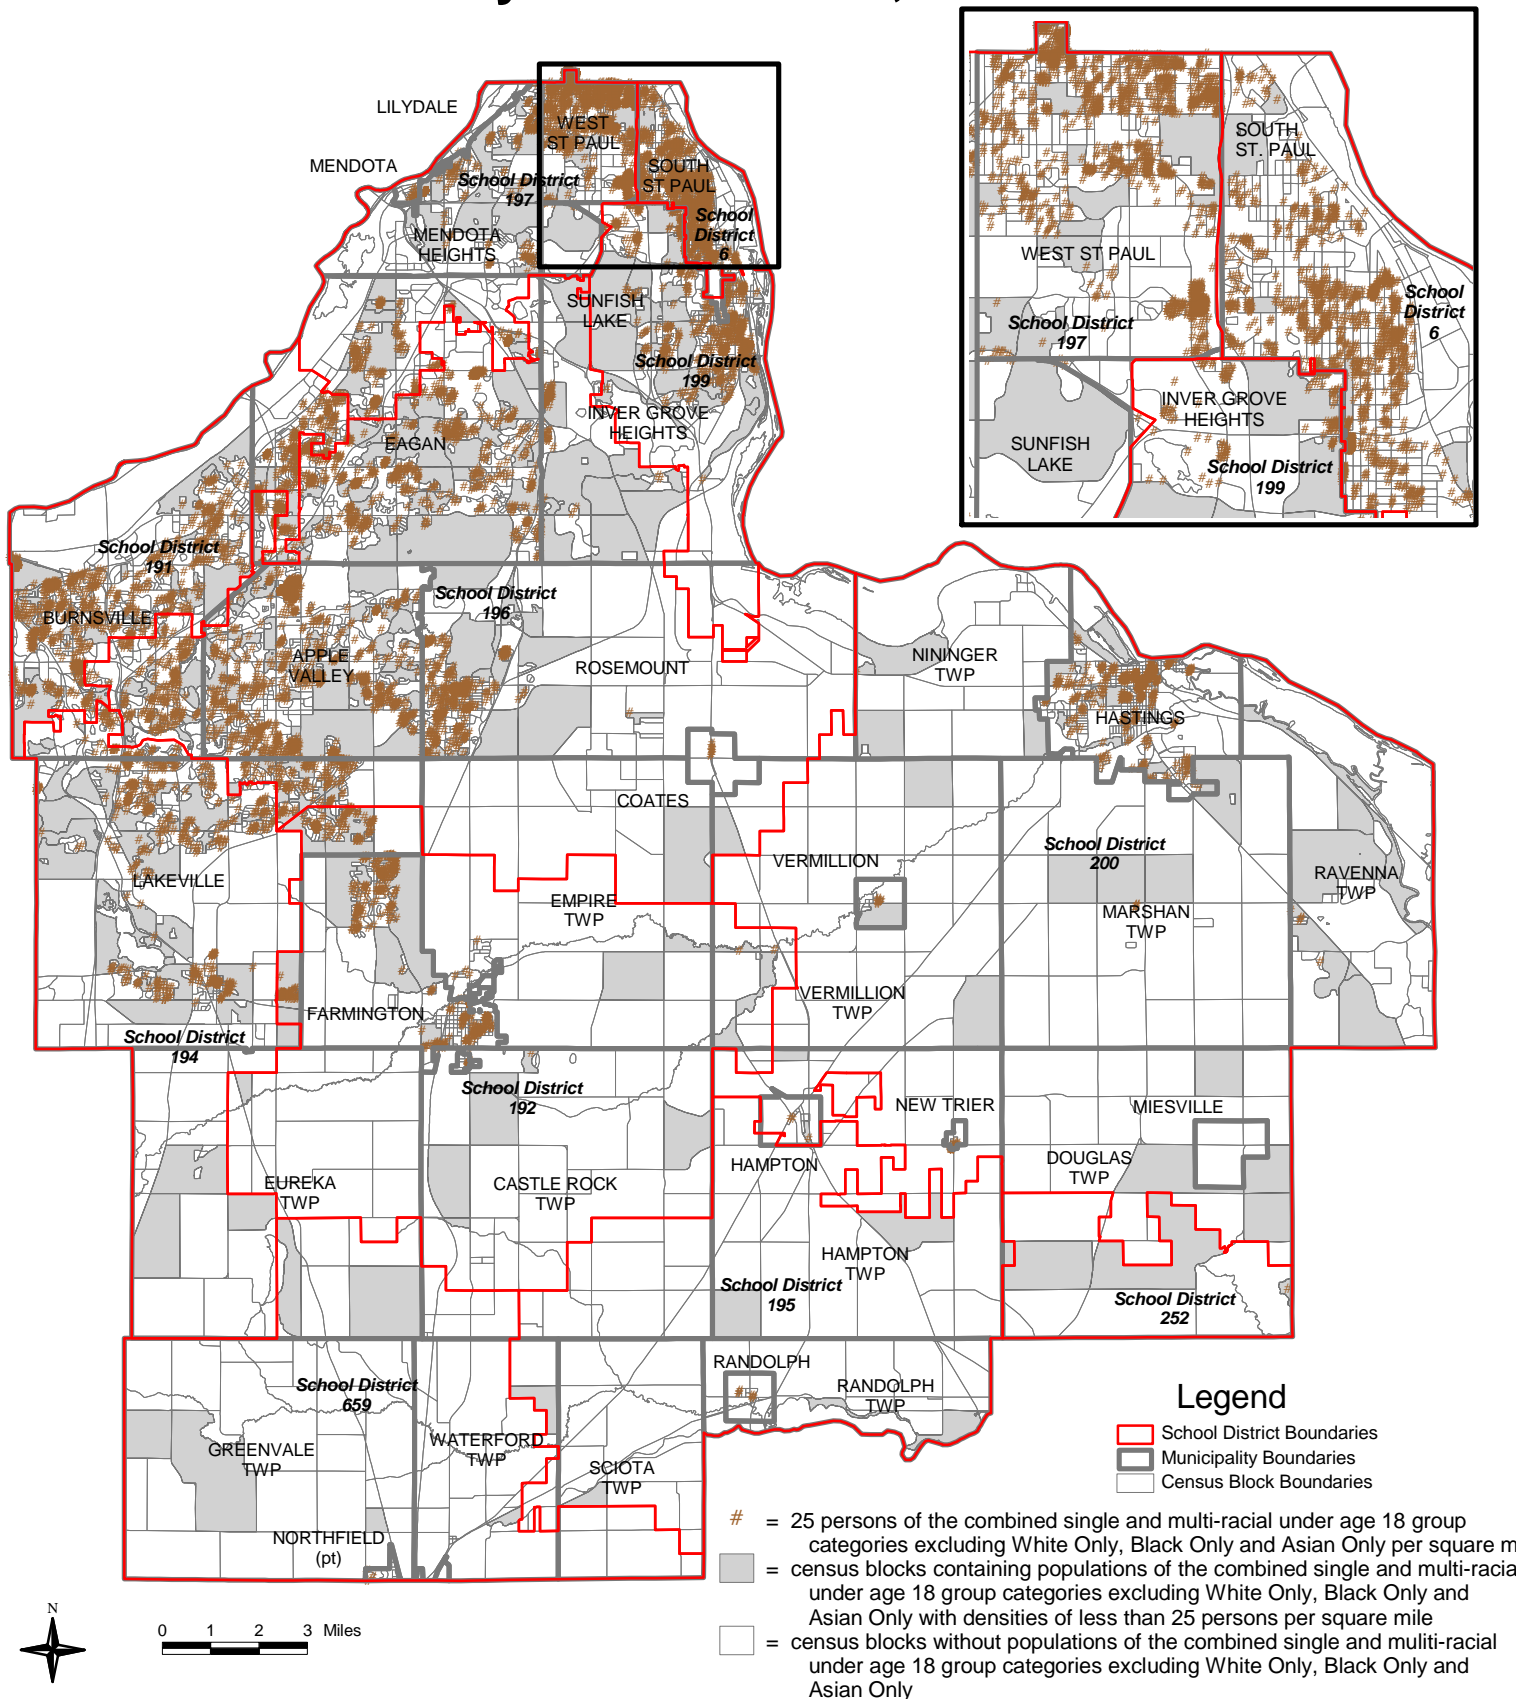 LILYDALE
WEST
ST PAUL
MENDOTA
SOUTH
ST PAUL
School District
197
School
District
6
MENDOTA
HEIGHTS
SUNFISH
LAKE
School District
199
INVER GROVE
HEIGHTS
EAGAN
SOUTH
ST. PAUL
WEST ST PAUL
School
District
6
School District
197
INVER GROVE
HEIGHTS
SUNFISH
LAKE
School District
199
School District
191
School District
196
BURNSVILLE
APPLE
VALLEY
ROSEMOUNT
NININGER
TWP
HASTINGS
COATES
VERMILLION
School District
200
RAVENNA
TWP
LAKEVILLE
EMPIRE
TWP
MARSHAN
TWP
VERMILLION
TWP
FARMINGTON
School District
194
School District
192
NEW TRIER
MIESVILLE
HAMPTON
DOUGLAS
TWP
EUREKA
TWP
CASTLE ROCK
TWP
HAMPTON
TWP
School District
195
School District
252
RANDOLPH
School District
659
RANDOLPH
TWP
GREENVALE
TWP
WATERFORD
TWP
SCIOTA
TWP
NORTHFIELD
(pt)
Legend
School District Boundaries
Municipality Boundaries
Census Block Boundaries
# = 25 persons of the combined single and multi-racial under age 18 group
categories excluding White Only, Black Only and Asian Only per square m
= census blocks containing populations of the combined single and multi-racia
under age 18 group categories excluding White Only, Black Only and
Asian Only with densities of less than 25 persons per square mile
= census blocks without populations of the combined single and muliti-racial
under age 18 group categories excluding White Only, Black Only and
Asian Only
N
0 1 2 3 Miles